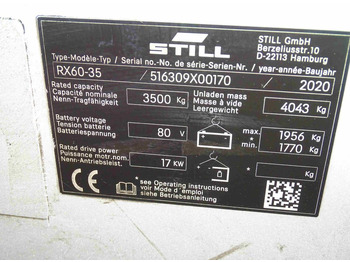 STILL
STILL GmbH
Berzeliusstr.10
D-22113 Hamburg
Type-Modèle-Typ / Serial no.-No. de série-Serien-Nr. / year-année-Baujahr
RX60-35 / 516309X00170 / 2020
Rated capacity
Capacité nominale
Nenn-Tragfähigkeit
3500 Kg
Unladen mass
Masse à vide
Leergewicht
4043 Kg
Battery voltage
Tension batterie
Batteriespannung
80 V
max. 1956 Kg
+
min. 1770 Kg
Rated drive power
Puissance motr.nom.
Nenn-Antriebsleist.
17 KW
+ Kg
* see Operating instructions
voir Mode d'emploi
siehe Betriebsanleitung
CE